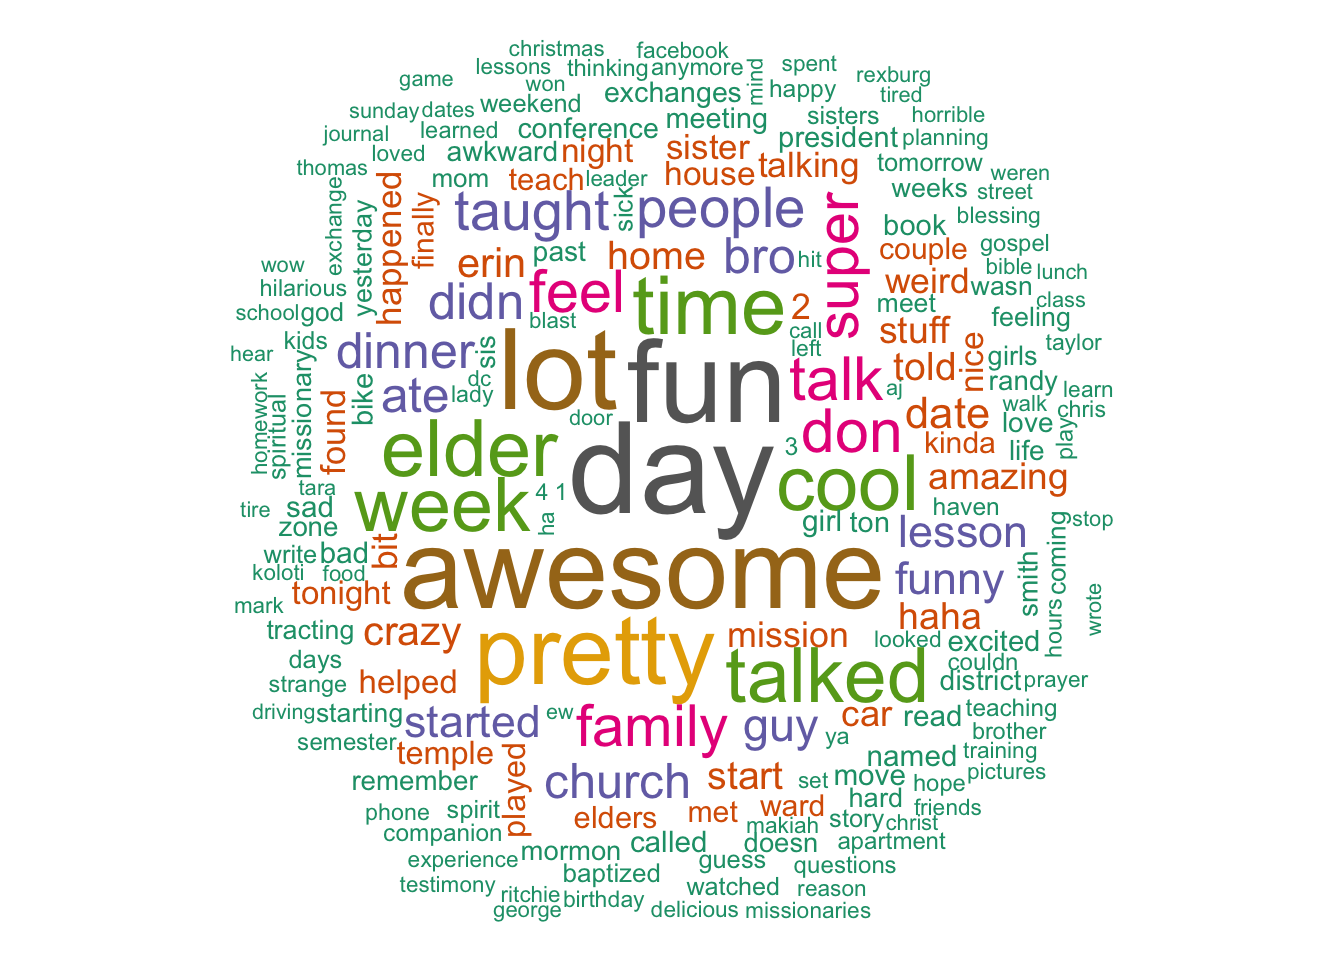 christmas facebook
lessons thinking anymore mind spent
game won exchanges happy rexburg tired
sunday dates weekend meeting sisters horrible
journal learned conference president planning
thomas loved awkward night sister talking tomorrow
mom teach leader house weeks weren street
exchange yesterday happened finally taught sick people super book blessing
wow erin past home bro hit couple gospel
hilarious didn feel time 2 weird wasn bible lunch
school god blast call meet feeling class
kids dinner sis lot fun left stuff nice girls taylor
hear missionary dc talk told randy learn
homework spiritual found bike ate lady door aj date walk love chris play
elder day 3 don kinda life
tara week 4 1 cool amazing
tire sad ha girl ton haven stop
zone lesson
write bad bit awesome funny smith coming
koloti food
mark tonight haha hours wrote
tracting crazy pretty mission looked excited
days talked couldn
strange helped district prayer
driving starting started ew family guy car read teaching
semester temple ya brother
played named training
remember church start set move hope pictures
phone spirit elders met ward hard friends
companion makiah story christ
experience mormon called doesn apartment
testimony baptized guess questions
ritchie watched reason
george birthday delicious missionaries